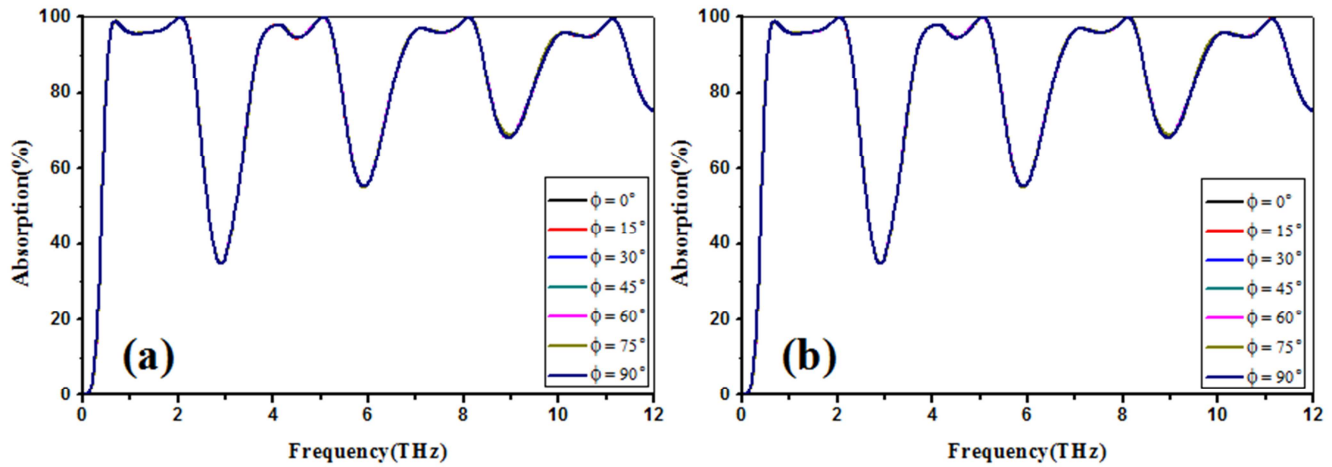 100
80
60
40
20
0
Absorption(%)
ϕ = 0°
ϕ = 15°
ϕ = 30°
ϕ = 45°
ϕ = 60°
ϕ = 75°
ϕ = 90°
(a)
0 2 4 6 8 10 12
Frequency(THz)
100
80
60
40
20
0
Absorption(%)
ϕ = 0°
ϕ = 15°
ϕ = 30°
ϕ = 45°
ϕ = 60°
ϕ = 75°
ϕ = 90°
(b)
0 2 4 6 8 10 12
Frequency(THz)